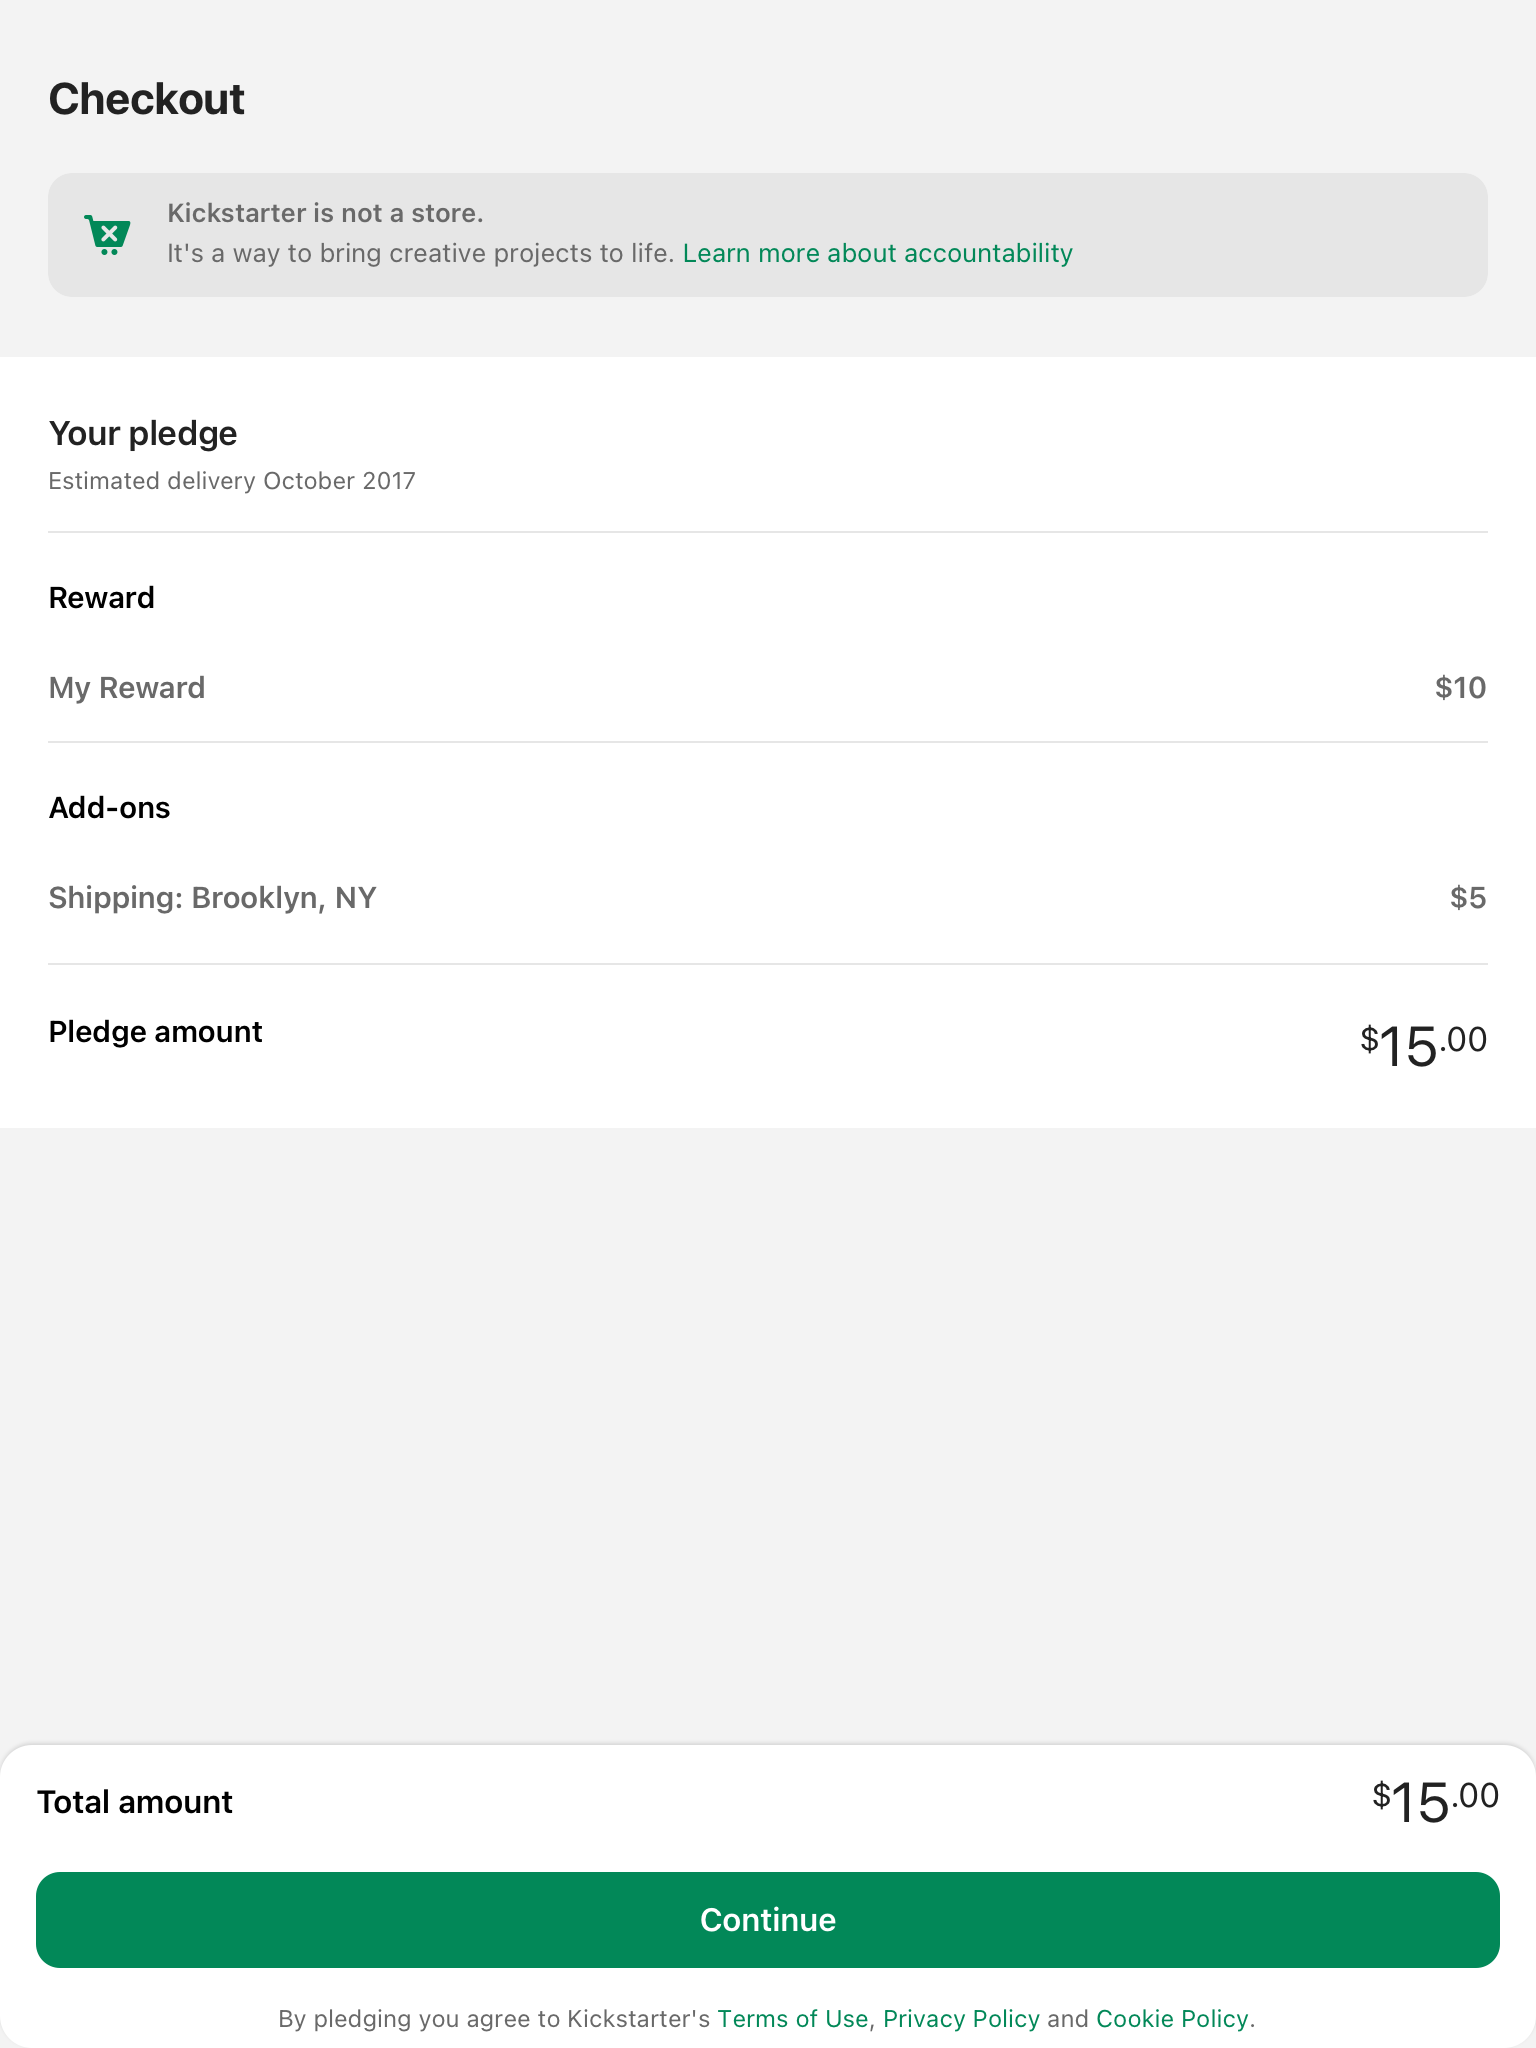 Checkout
Kickstarter is not a store.
It's a way to bring creative projects to life. Learn more about accountability
Your pledge
Estimated delivery October 2017
Reward
My Reward $10
Add-ons
Shipping: Brooklyn, NY $5
Pledge amount $15.00
Total amount $15.00
Continue
By pledging you agree to Kickstarter's Terms of Use, Privacy Policy and Cookie Policy.